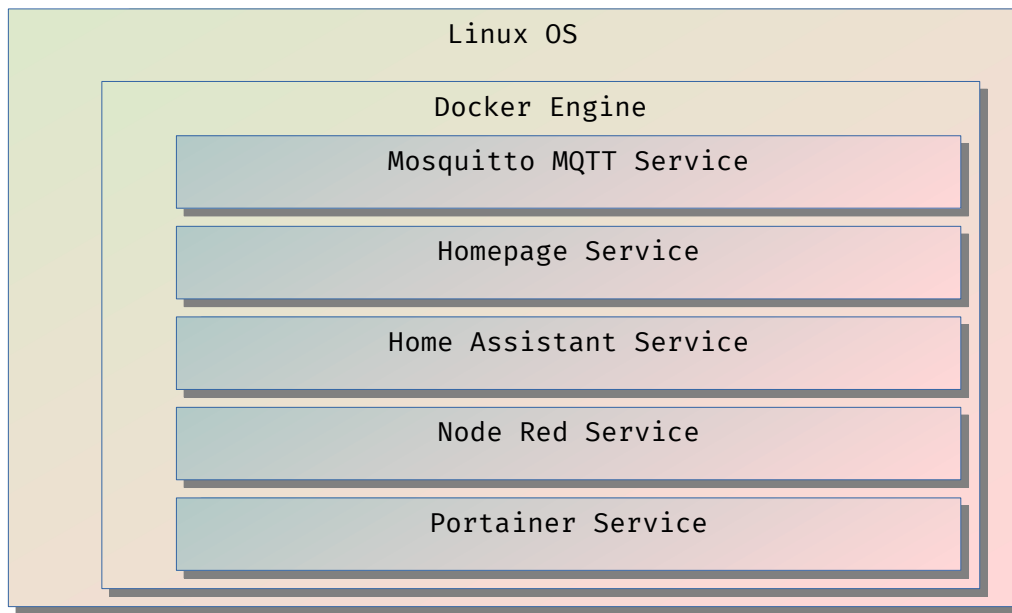 Linux OS
Docker Engine
Mosquitto MQTT Service
Homepage Service
Home Assistant Service
Node Red Service
Portainer Service